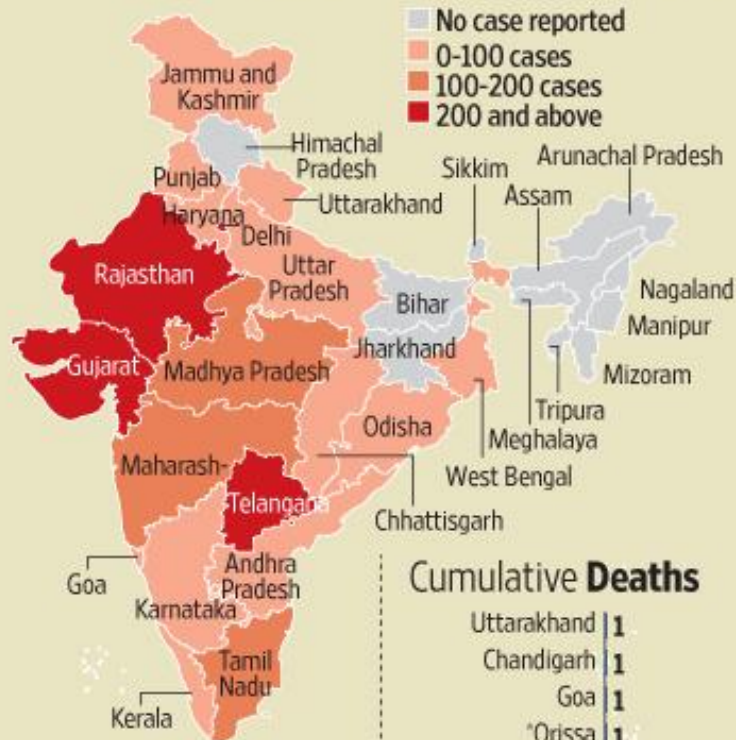 No case reported
0-100 cases
100-200 cases
200 and above
Jammu and
Kashmir
Himachal
Pradesh
Punjab
Uttarakhand
Haryana
Delhi
Sikkim
Arunachal Pradesh
Assam
Rajasthan
Uttar
Pradesh
Bihar
Nagaland
Manipur
Gujarat
Madhya Pradesh
Jharkhand
Mizoram
Tripura
Odisha
Meghalaya
Maharash-
West Bengal
Telangana
Chhattisgarh
Goa
Andhra
Pradesh
Karnataka
Tamil
Nadu
Kerala
Cumulative Deaths
Uttarakhand 1
Chandigarh 1
Goa 1
*Orissa 1